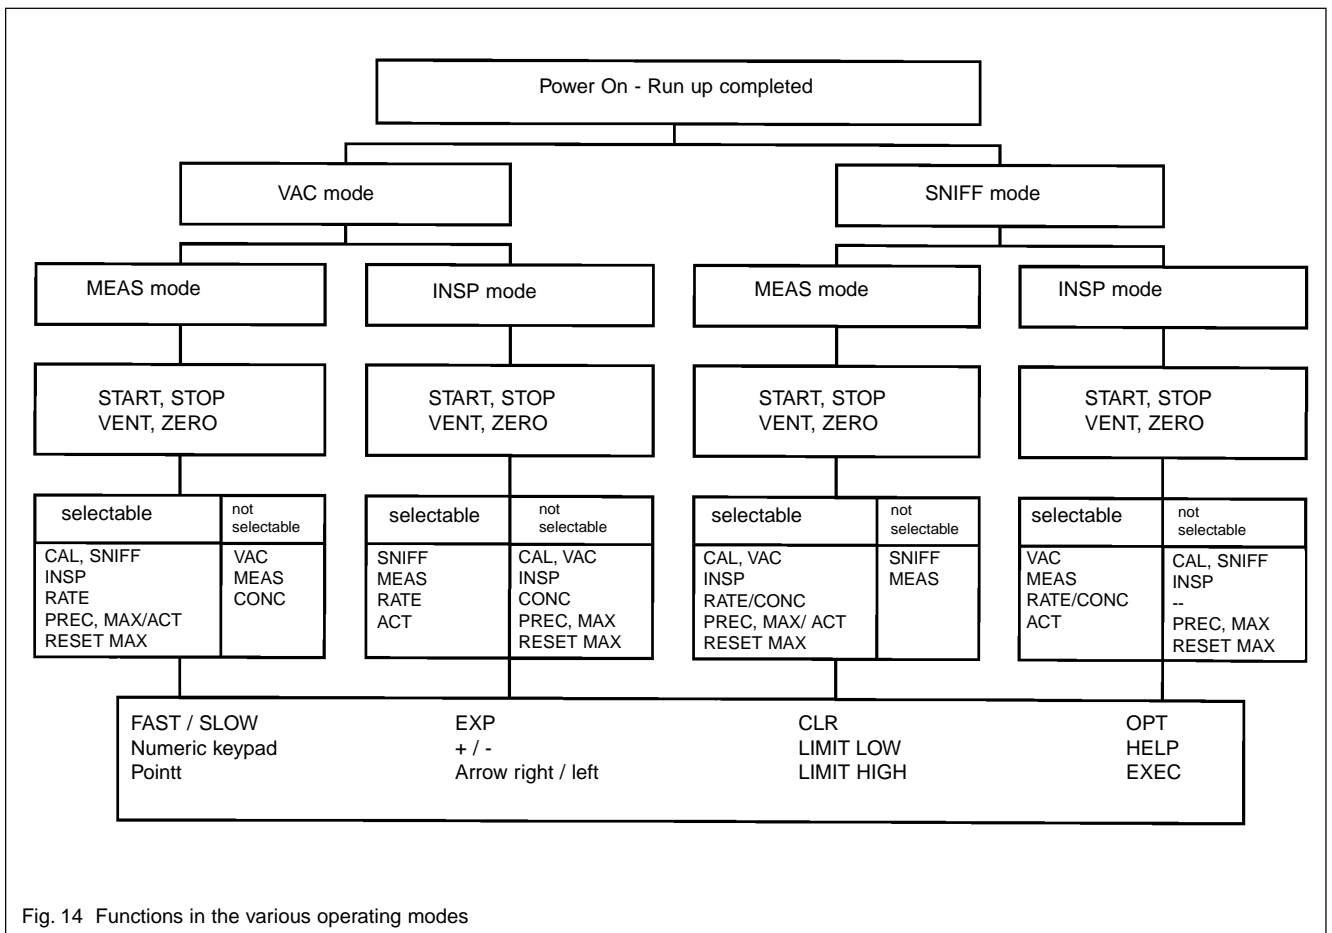 Power On - Run up completed
VAC mode
SNIFF mode
MEAS mode
INSP mode
MEAS mode
INSP mode
START, STOP
VENT, ZERO
START, STOP
VENT, ZERO
START, STOP
VENT, ZERO
START, STOP
VENT, ZERO
selectable
CAL, SNIFF
INSP
RATE
PREC, MAX/ACT
RESET MAX
not
selectable
VAC
MEAS
CONC
selectable
SNIFF
MEAS
RATE
ACT
not
selectable
CAL, VAC
INSP
CONC
PREC, MAX
RESET MAX
selectable
CAL, VAC
INSP
RATE/CONC
PREC, MAX/ ACT
RESET MAX
not
selectable
SNIFF
MEAS
selectable
VAC
MEAS
RATE/CONC
ACT
not
selectable
CAL, SNIFF
INSP
--
PREC, MAX
RESET MAX
FAST / SLOW
Numeric keypad
Pointt
EXP
+ / -
Arrow right / left
CLR
LIMIT LOW
LIMIT HIGH
OPT
HELP
EXEC
Fig. 14 Functions in the various operating modes